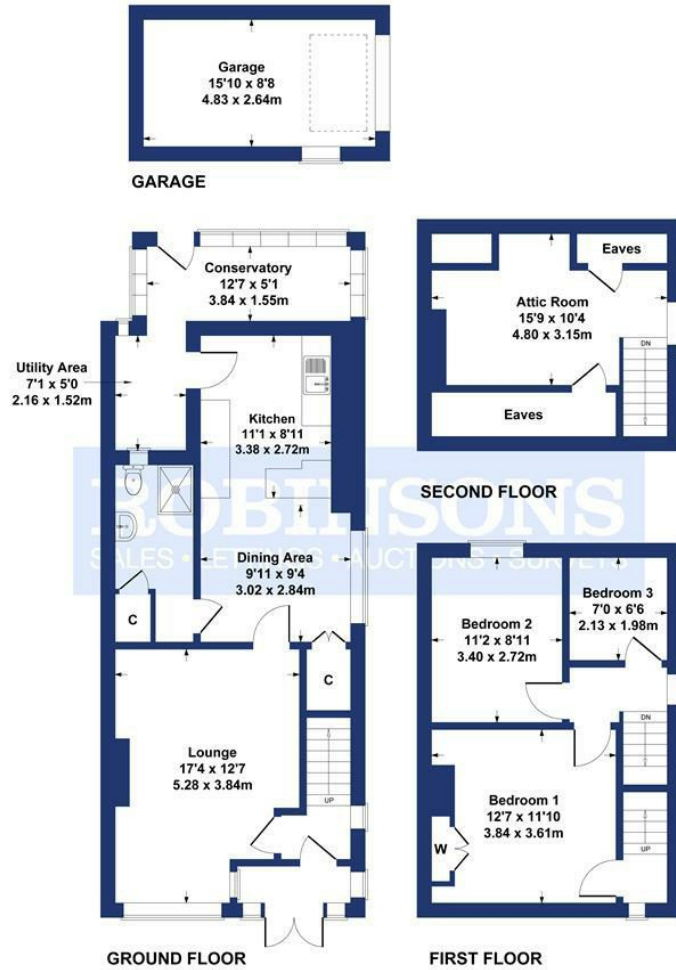 Garage
15'10 x 8'8
4.83 x 2.64m
GARAGE
Conservatory
12'7 x 5'1
3.84 x 1.55m
Utility Area
7'1 x 5'0
2.16 x 1.52m
Kitchen
11'1 x 8'11
3.38 x 2.72m
Dining Area
9'11 x 9'4
3.02 x 2.84m
C
C
Lounge
17'4 x 12'7
5.28 x 3.84m
UP
GROUND FLOOR
Eaves
Attic Room
15'9 x 10'4
4.80 x 3.15m
DN
Eaves
SECOND FLOOR
ROBINSONS
SALES • LETTINGS • AUCTIONS • SURVEYS
Bedroom 3
7'0 x 6'6
2.13 x 1.98m
Bedroom 2
11'2 x 8'11
3.40 x 2.72m
DN
Bedroom 1
12'7 x 11'10
3.84 x 3.61m
W
UP
FIRST FLOOR